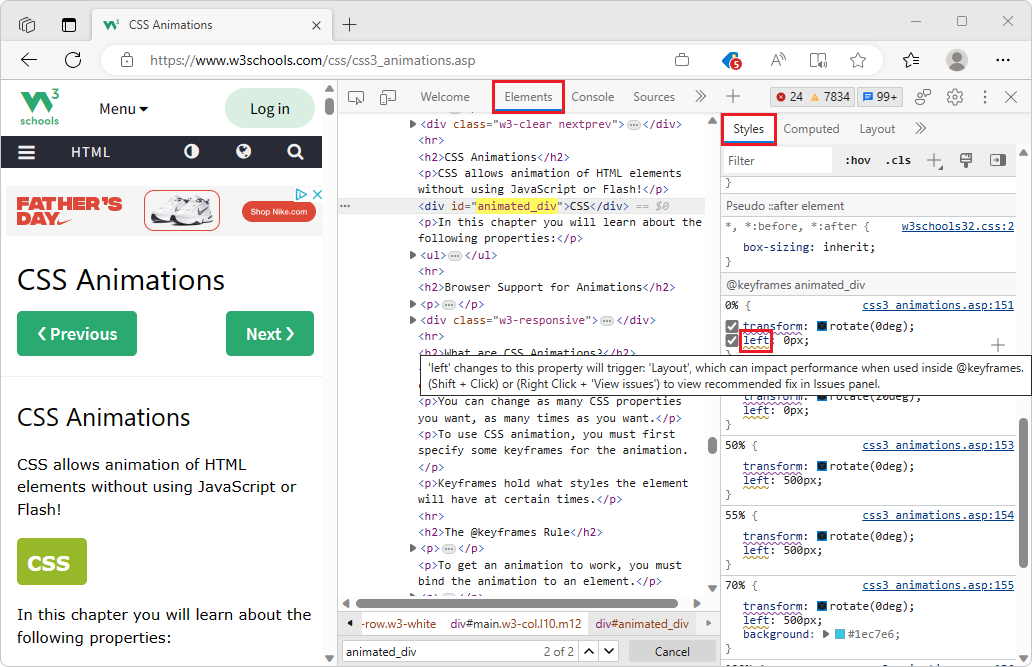 CSS Animations
https://www.w3schools.com/css/css3_animations.asp
5
3
schools
Menu
Log in
HTML
FATHER'S
DAY.
Shop Nike.com
CSS Animations
Previous
Next
CSS Animations
CSS allows animation of HTML
elements without using JavaScript or
Flash!
CSS
In this chapter you will learn about the
following properties:
Welcome
Elements
Console
Sources
24
7834
99+
<div class="w3-clear nextprev"> … </div>
<hr>
<h2>CSS Animations</h2>
<p>CSS allows animation of HTML elements
without using JavaScript or Flash!</p>
<div id="animated_div">CSS</div> == $0
<p>In this chapter you will learn about the
following properties:</p>
<ul> … </ul>
<hr>
<h2>Browser Support for Animations</h2>
<p> … </p>
<div class="w3-responsive"> … </div>
<hr>
<h2>What are CSS Animations?</h2>
<p>You can change as many CSS properties
you want, as many times as you want.</p>
<p>To use CSS animation, you must first
specify some keyframes for the animation.
</p>
<p>Keyframes hold what styles the element
will have at certain times.</p>
<hr>
<h2>The @keyframes Rule</h2>
<p> … </p>
<p>To get an animation to work, you must
bind the animation to an element.</p>
-row.w3-white
div#main.w3-col.l10.m12
div#animated_div
animated_div
2 of 2
Cancel
Styles
Computed
Layout
Filter
:hov
.cls
}
Pseudo ::after element
*, *:before, *:after {
w3schools32.css:2
box-sizing: inherit;
}
@keyframes animated_div
0% {
css3_animations.asp:151
transform: rotate(0deg);
left: 0px;
'left' changes to this property will trigger: 'Layout', which can impact performance when used inside @keyframes.
(Shift + Click) or (Right Click + 'View issues') to view recommended fix in Issues panel.
transform: rotate(20deg);
left: 0px;
}
50% {
css3_animations.asp:153
transform: rotate(0deg);
left: 500px;
}
55% {
css3_animations.asp:154
transform: rotate(0deg);
left: 500px;
}
70% {
css3_animations.asp:155
transform: rotate(0deg);
left: 500px;
background: #1ec7e6;
}